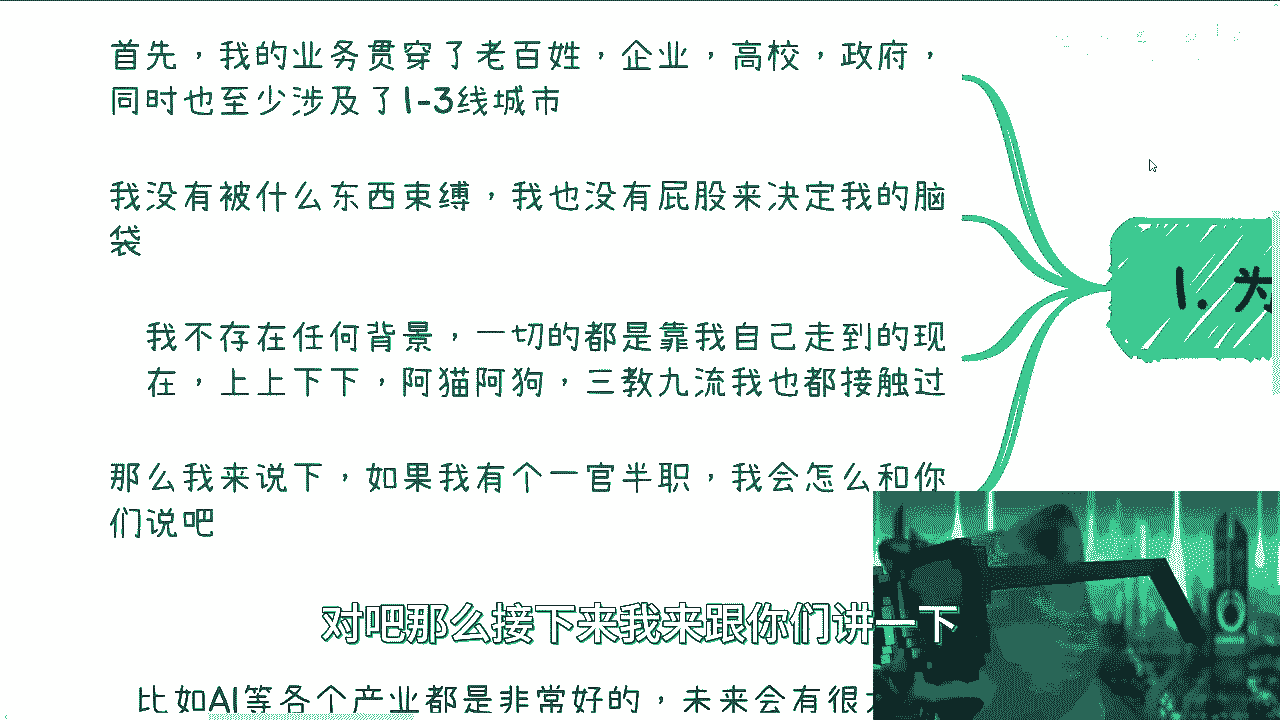 首先，我的业务贯穿了老百姓，企业，高校，政府，
同时也至少涉及了1-3线城市
我没有被什么东西束缚，我也没有屁股来决定我的脑
袋
我不存在任何背景，一切的都是靠我自己走到的现
在，上上下下，阿猫阿狗，三教九流我也都接触过
1. 为
那么我来说下，如果我有个一官半职，我会怎么和你
们说吧
对吧那么接下来我来跟你们讲一下
比如AI等各个产业都是非常好的，未来会有很